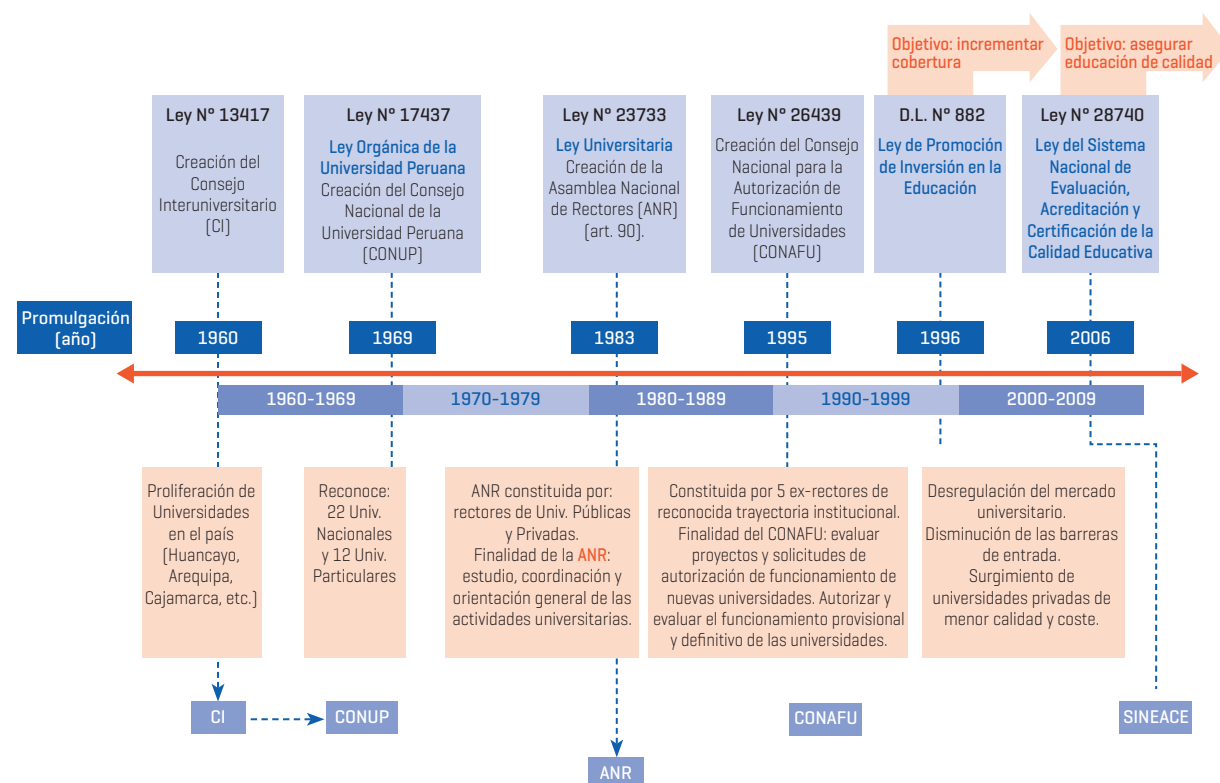 Objetivo: incrementar
cobertura
Objetivo: asegurar
educación de calidad
Ley N° 13417
Creación del
Consejo
Interuniversitario
(CI)
Ley N° 17437
Ley Orgánica de la
Universidad Peruana
Creación del Consejo
Nacional de la
Universidad Peruana
(CONUP)
Ley N° 23733
Ley Universitaria
Creación de la
Asamblea Nacional
de Rectores (ANR)
(art. 90).
Ley N° 26439
Creación del Consejo
Nacional para la
Autorización de
Funcionamiento
de Universidades
(CONAFU)
D.L. N° 882
Ley de Promoción
de Inversión en la
Educación
Ley N° 28740
Ley del Sistema
Nacional de
Evaluación,
Acreditación y
Certificación de la
Calidad Educativa
Promulgación
(año)
1960
1969
1983
1995
1996
2006
1960-1969
1970-1979
1980-1989
1990-1999
2000-2009
Proliferación de
Universidades
en el país
(Huancayo,
Arequipa,
Cajamarca, etc.)
Reconoce:
22 Univ.
Nacionales
y 12 Univ.
Particulares
ANR constituida por:
rectores de Univ. Públicas
y Privadas.
Finalidad de la ANR:
estudio, coordinación y
orientación general de las
actividades universitarias.
Constituida por 5 ex-rectores de
reconocida trayectoria institucional.
Finalidad del CONAFU: evaluar
proyectos y solicitudes de
autorización de funcionamiento de
nuevas universidades. Autorizar y
evaluar el funcionamiento provisional
y definitivo de las universidades.
Desregulación del mercado
universitario.
Disminución de las barreras
de entrada.
Surgimiento de
universidades privadas de
menor calidad y coste.
CI
CONUP
ANR
CONAFU
SINEACE